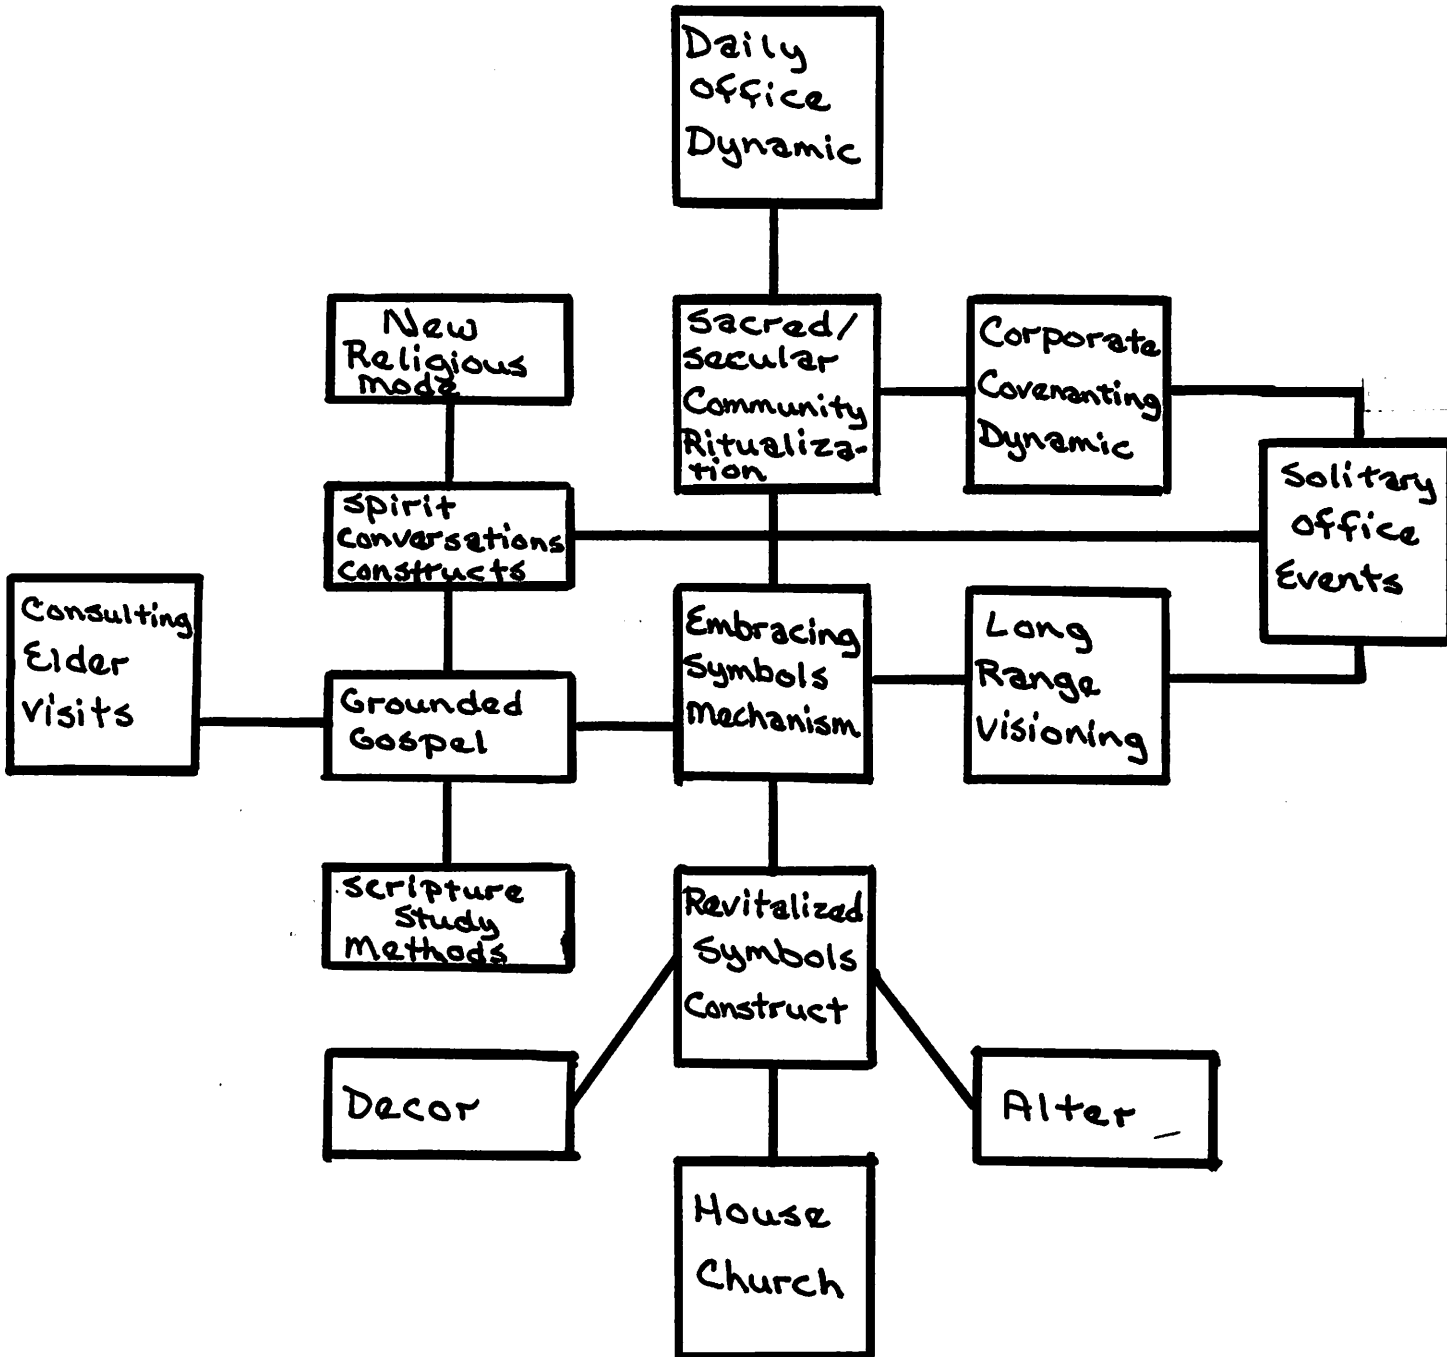 Daily
Office
Dynamic
New
Religious
mode
Sacred/
secular
Community
Ritualiza-
tion
Corporate
Covenanting
Dynamic
Solitary
Office
Events
Spirit
conversations
constructs
Consulting
Elder
Visits
Grounded
Gospel
Embracing
Symbols
Mechanism
Long
Range
Visioning
Scripture
Study
Methods
Revitalized
Symbols
Construct
Decor
Alter
House
Church